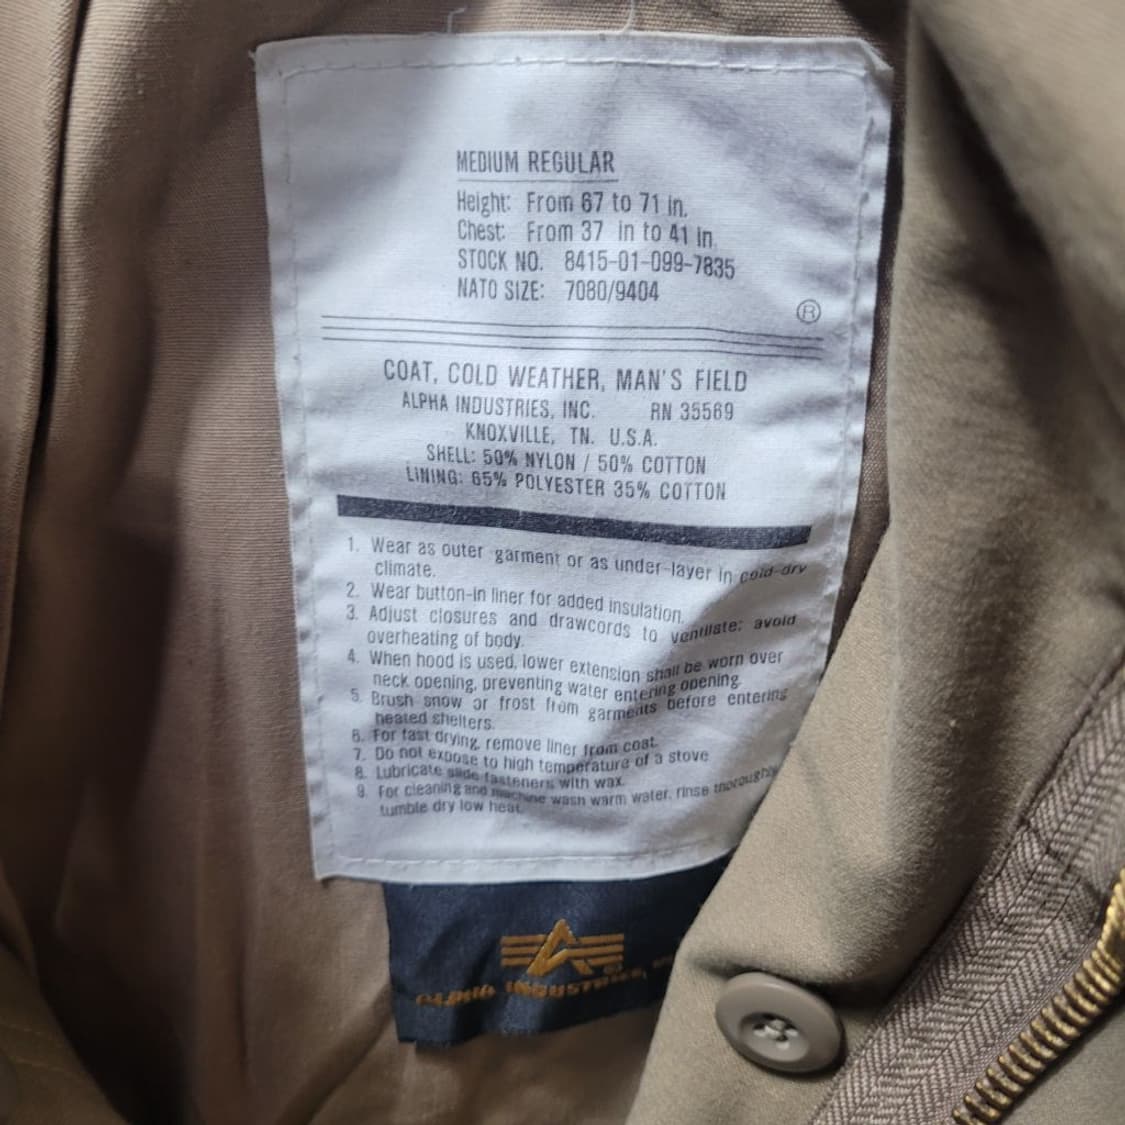 MEDIUM REGULAR
Height: From 67 to 71 in.
Chest: From 37 in to 41 in.
STOCK NO. 8415-01-099-7835
NATO SIZE: 7080/9404
®
COAT, COLD WEATHER, MAN'S FIELD
ALPHA INDUSTRIES, INC. RN 35569
KNOXVILLE, TN. U.S.A.
SHELL: 50% NYLON / 50% COTTON
LINING: 65% POLYESTER 35% COTTON
1. Wear as outer garment or as under-layer in cold-dry
climate.
2. Wear button-in liner for added insulation.
3. Adjust closures and drawcords to ventilate; avoid
overheating of body.
4. When hood is used, lower extension shall be worn over
neck opening, preventing water entering opening.
5. Brush snow or frost from garments before entering
heated shelters.
6. For fast drying, remove liner from coat.
7. Do not expose to high temperature of a stove
8. Lubricate slide fasteners with wax.
9. For cleaning and machine wash warm water, rinse thoroughly
tumble dry low heat.
ALPHA INDUSTRIES,